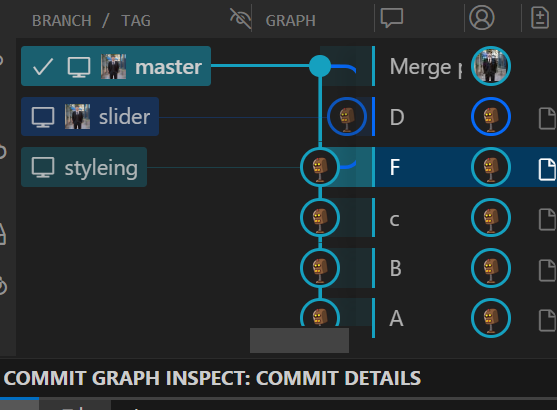 BRANCH / TAG GRAPH
master Merge
slider D
styleing F
c
B
A
COMMIT GRAPH INSPECT: COMMIT DETAILS